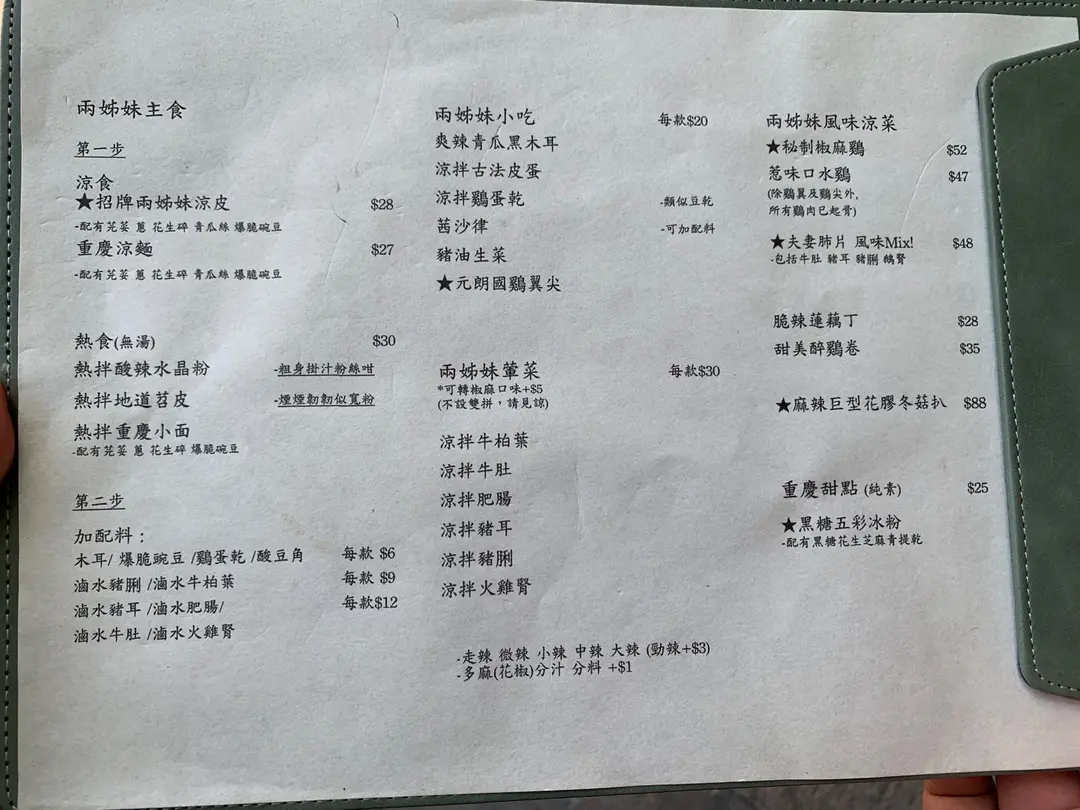 兩姊妹主食
第一步
涼食
★招牌兩姊妹涼皮 $28
-配有芫荽 蔥 花生碎 青瓜絲 爆脆碗豆
重慶涼麵 $27
-配有芫荽 蔥 花生碎 青瓜絲 爆脆碗豆
熱食(無湯) $30
熱拌酸辣水晶粉 -粗身掛汁粉絲咁
熱拌地道苕皮 -煙煙韌韌似寬粉
熱拌重慶小面
-配有芫荽 蔥 花生碎 爆脆碗豆
第二步
加配料：
木耳/ 爆脆豌豆 /鷄蛋乾 /酸豆角 每款 $6
滷水豬脷 /滷水牛柏葉 每款 $9
滷水豬耳 /滷水肥腸/ 每款$12
滷水牛肚 /滷水火雞腎
兩姊妹小吃 每款$20
爽辣青瓜黑木耳
涼拌古法皮蛋
涼拌鷄蛋乾 -類似豆乾
茜沙律 -可加配料
豬油生菜
★元朗國鷄翼尖
兩姊妹葷菜 每款$30
*可轉椒麻口味+$5
(不設雙拼，請見諒)
涼拌牛柏葉
涼拌牛肚
涼拌肥腸
涼拌豬耳
涼拌豬脷
涼拌火雞腎
-走辣 微辣 小辣 中辣 大辣 (勁辣+$3)
-多麻(花椒)分汁 分料 +$1
兩姊妹風味涼菜
★秘制椒麻鷄 $52
惹味口水鷄 $47
(除鷄翼及鷄尖外,
所有鷄肉已起骨)
★夫妻肺片 風味Mix! $48
-包括牛肚 豬耳 豬脷 鵝腎
脆辣蓮藕丁 $28
甜美醉鷄卷 $35
★麻辣巨型花膠冬菇扒 $88
重慶甜點 (純素) $25
★黑糖五彩冰粉
-配有黑糖花生芝麻青提乾